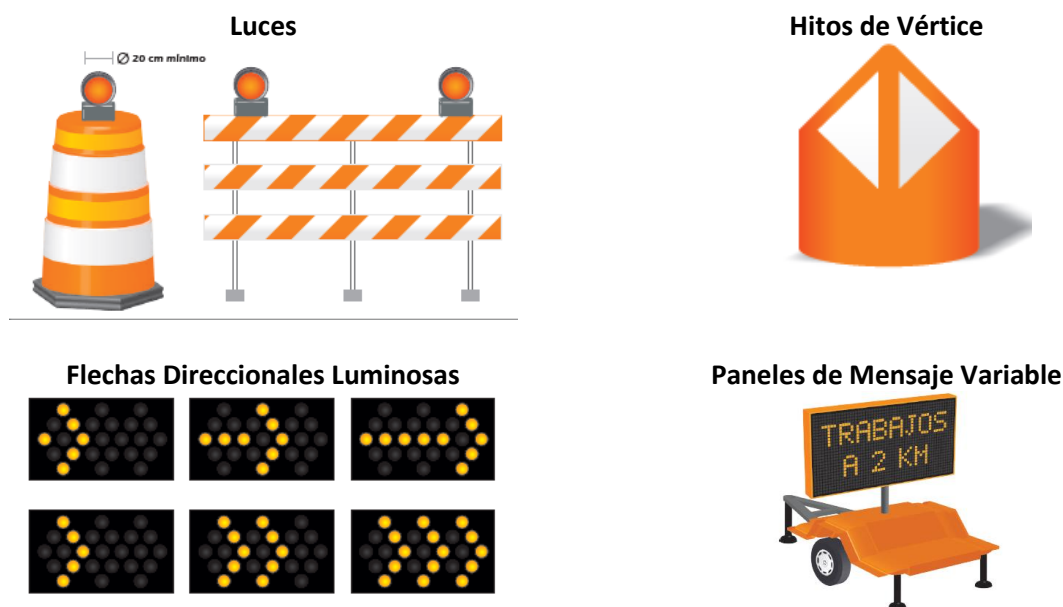 Luces
Hitos de Vértice
Ø 20 cm mínimo
Flechas Direccionales Luminosas
Paneles de Mensaje Variable
TRABAJOS
A 2 KM